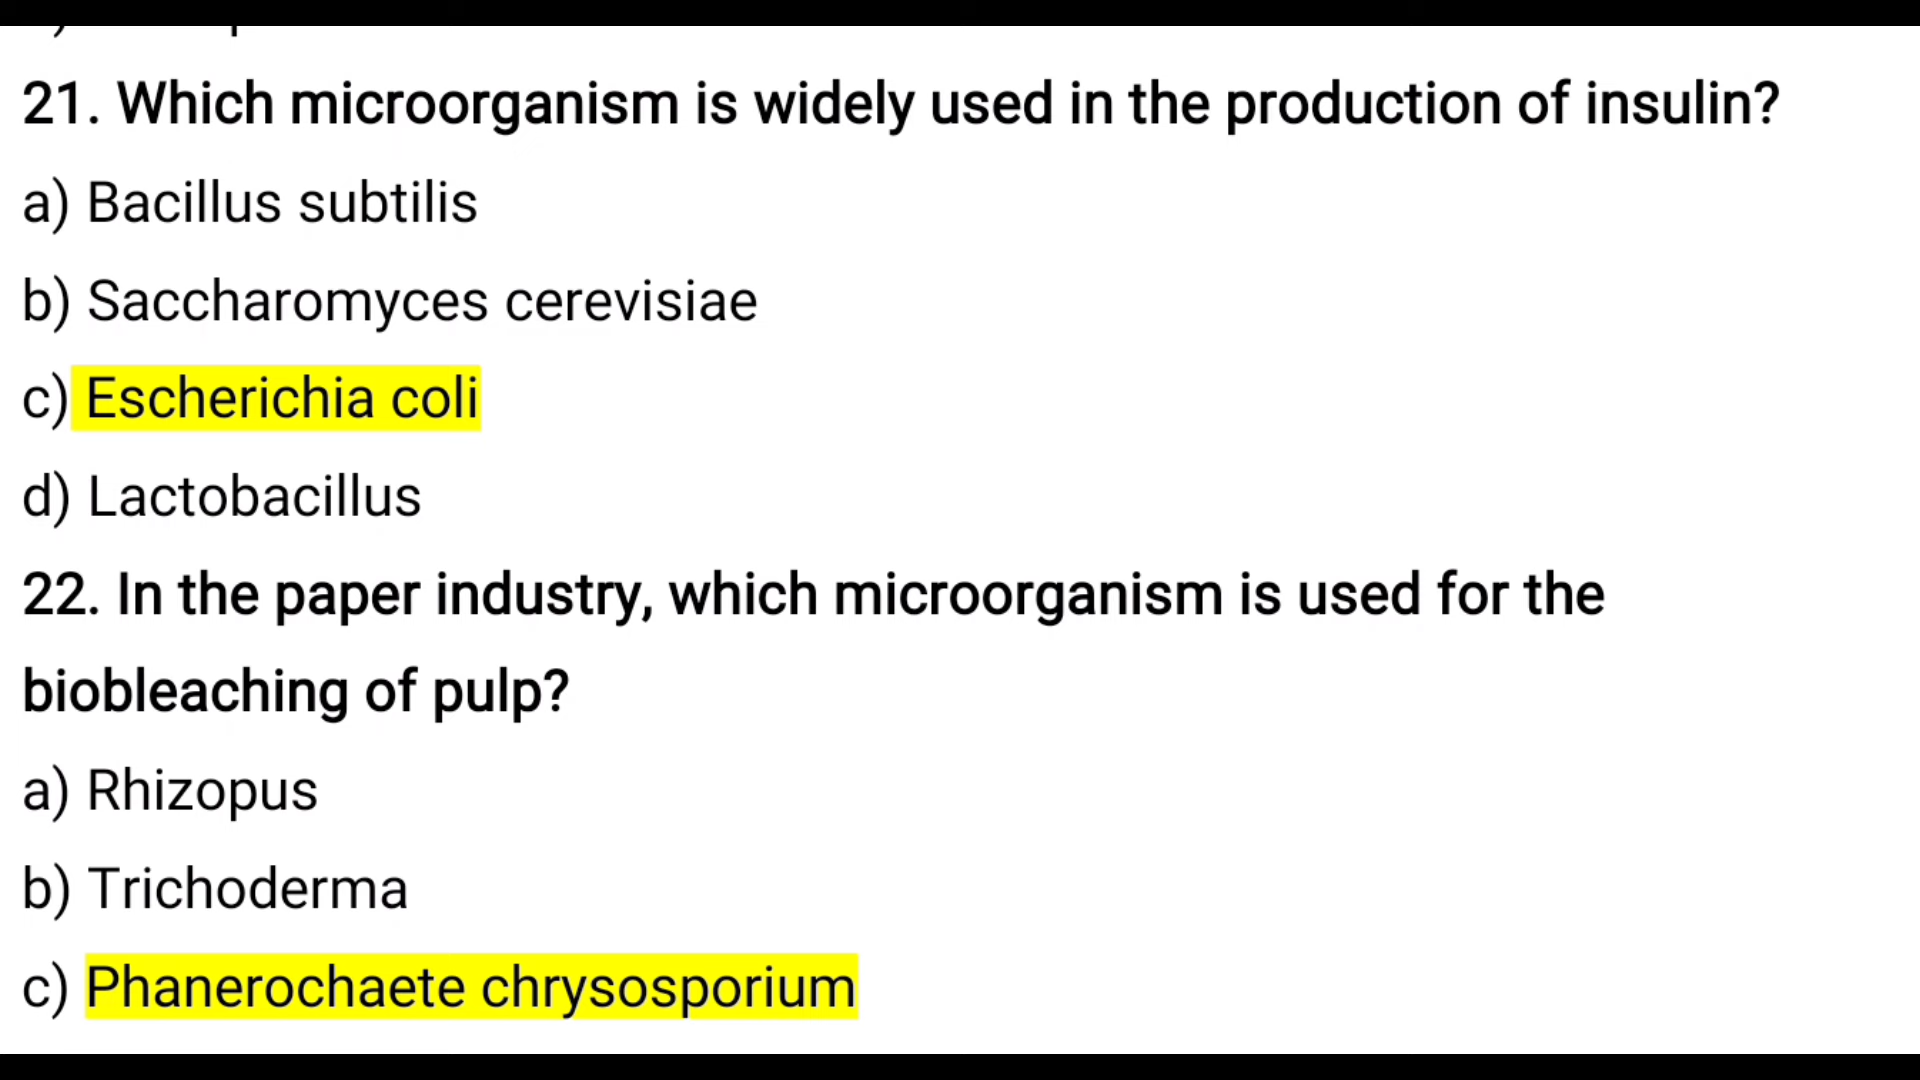 21. Which microorganism is widely used in the production of insulin?
a) Bacillus subtilis
b) Saccharomyces cerevisiae
c) Escherichia coli
d) Lactobacillus
22. In the paper industry, which microorganism is used for the
biobleaching of pulp?
a) Rhizopus
b) Trichoderma
c) Phanerochaete chrysosporium